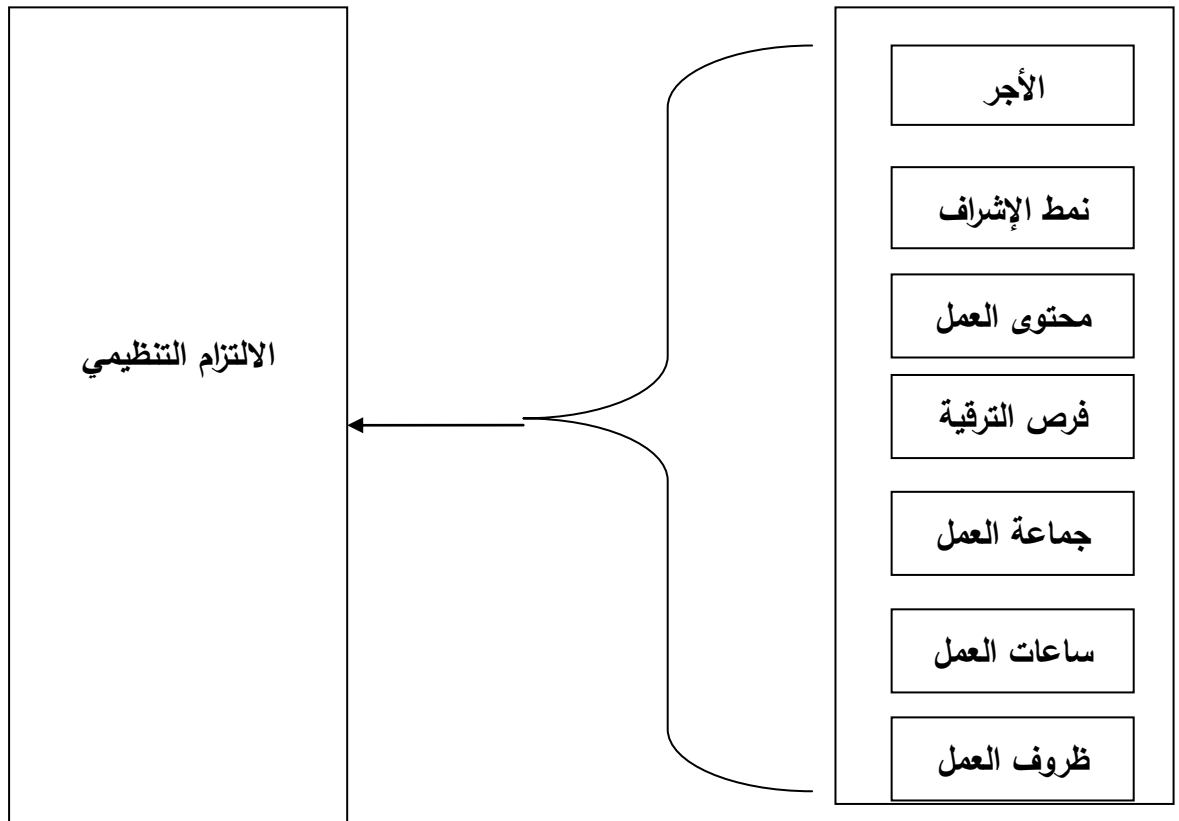 الأجر
نمط الإشراف
محتوى العمل
فرص الترقية
جماعة العمل
ساعات العمل
ظروف العمل
الالتزام التنظيمي